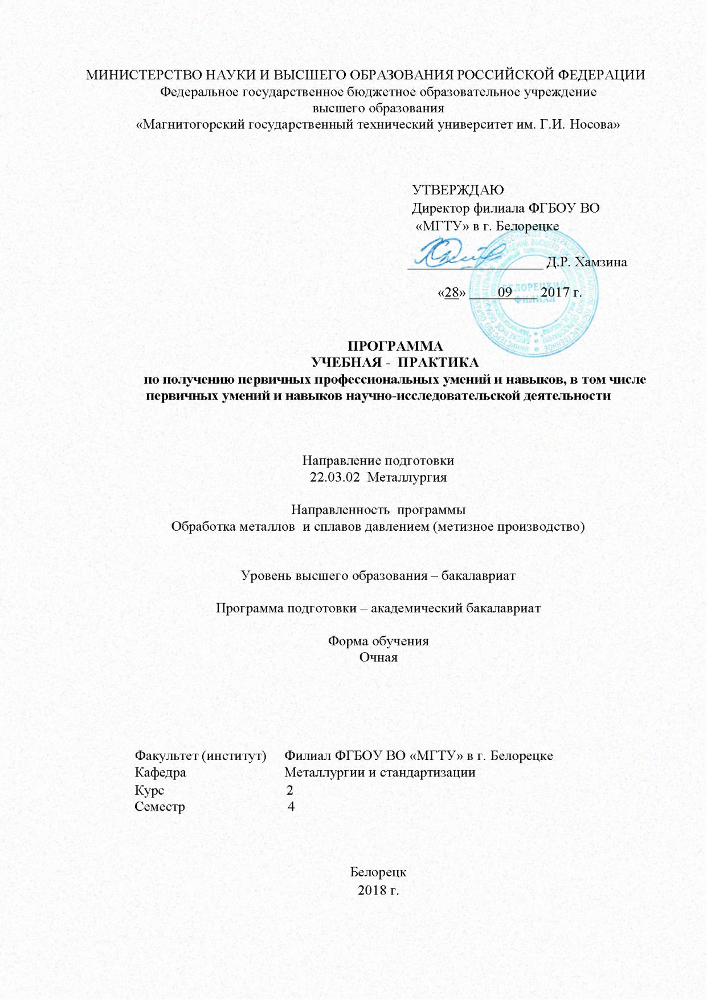 МИНИСТЕРСТВО НАУКИ И ВЫСШЕГО ОБРАЗОВАНИЯ РОССИЙСКОЙ ФЕДЕРАЦИИ
Федеральное государственное бюджетное образовательное учреждение
высшего образования
«Магнитогорский государственный технический университет им. Г.И. Носова»
УТВЕРЖДАЮ
Директор филиала ФГБОУ ВО
«МГТУ» в г. Белорецке
Д.Р. Хамзина
«28» 09 2017 г.
БЕЛОРЕЦКИЙ
ФИЛИАЛ
ПРОГРАММА
УЧЕБНАЯ - ПРАКТИКА
по получению первичных профессиональных умений и навыков, в том числе
первичных умений и навыков научно-исследовательской деятельности
Направление подготовки
22.03.02 Металлургия
Направленность программы
Обработка металлов и сплавов давлением (метизное производство)
Уровень высшего образования – бакалавриат
Программа подготовки – академический бакалавриат
Форма обучения
Очная
Факультет (институт) Филиал ФГБОУ ВО «МГТУ» в г. Белорецке
Кафедра Металлургии и стандартизации
Курс 2
Семестр 4
Белорецк
2018 г.